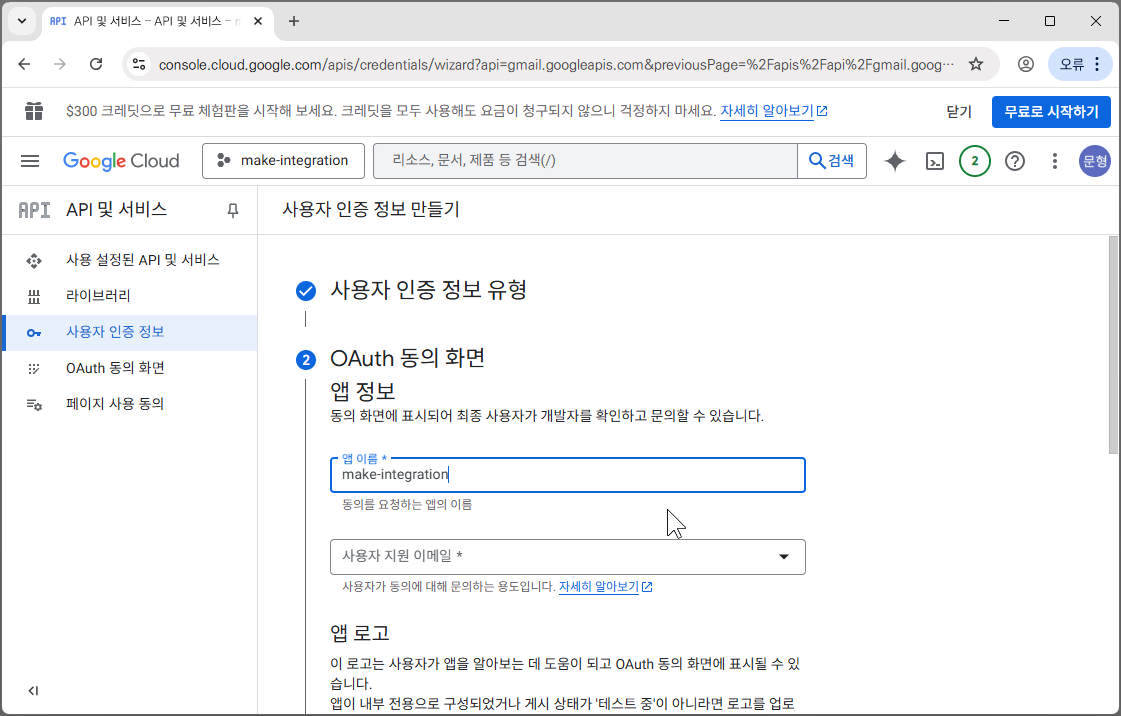 API API 및 서비스 – API 및 서비스 –
console.cloud.google.com/apis/credentials/wizard?api=gmail.googleapis.com&previousPage=%2Fapis%2Fapi%2Fgmail.goog…
오류
$300 크레딧으로 무료 체험판을 시작해 보세요. 크레딧을 모두 사용해도 요금이 청구되지 않으니 걱정하지 마세요. 자세히 알아보기
닫기
무료로 시작하기
Google Cloud
make-integration
리소스, 문서, 제품 등 검색(/)
검색
2
문형
API API 및 서비스
사용자 인증 정보 만들기
사용 설정된 API 및 서비스
라이브러리
사용자 인증 정보
OAuth 동의 화면
페이지 사용 동의
사용자 인증 정보 유형
2 OAuth 동의 화면
앱 정보
동의 화면에 표시되어 최종 사용자가 개발자를 확인하고 문의할 수 있습니다.
앱 이름 *
make-integration
동의를 요청하는 앱의 이름
사용자 지원 이메일 *
사용자가 동의에 대해 문의하는 용도입니다. 자세히 알아보기
앱 로고
이 로고는 사용자가 앱을 알아보는 데 도움이 되고 OAuth 동의 화면에 표시될 수 있
습니다.
앱이 내부 전용으로 구성되었거나 게시 상태가 '테스트 중'이 아니라면 로고를 업로